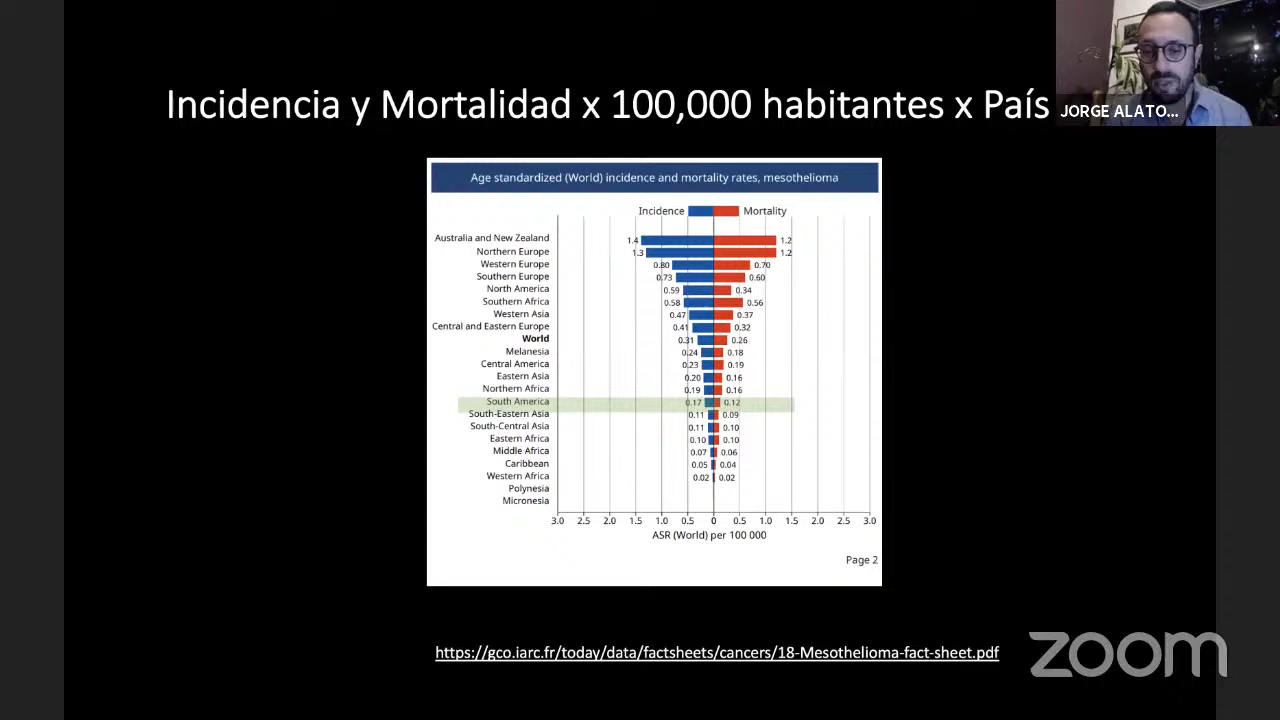 Incidencia y Mortalidad x 100,000 habitantes x País
JORGE ALATO...
Age standardized (World) incidence and mortality rates, mesothelioma
Incidence Mortality
Australia and New Zealand 1.4 1.2
Northern Europe 1.3 1.2
Western Europe 0.80 0.70
Southern Europe 0.73 0.60
North America 0.59 0.34
Southern Africa 0.58 0.56
Western Asia 0.47 0.37
Central and Eastern Europe 0.41 0.32
World 0.31 0.26
Melanesia 0.24 0.18
Central America 0.23 0.19
Eastern Asia 0.20 0.16
Northern Africa 0.19 0.16
South America 0.17 0.12
South-Eastern Asia 0.11 0.09
South-Central Asia 0.11 0.10
Eastern Africa 0.10 0.10
Middle Africa 0.07 0.06
Caribbean 0.05 0.04
Western Africa 0.02 0.02
Polynesia
Micronesia
3.0 2.5 2.0 1.5 1.0 0.5 0 0.5 1.0 1.5 2.0 2.5 3.0
ASR (World) per 100 000
Page 2
https://gco.iarc.fr/today/data/factsheets/cancers/18-Mesothelioma-fact-sheet.pdf
zoom